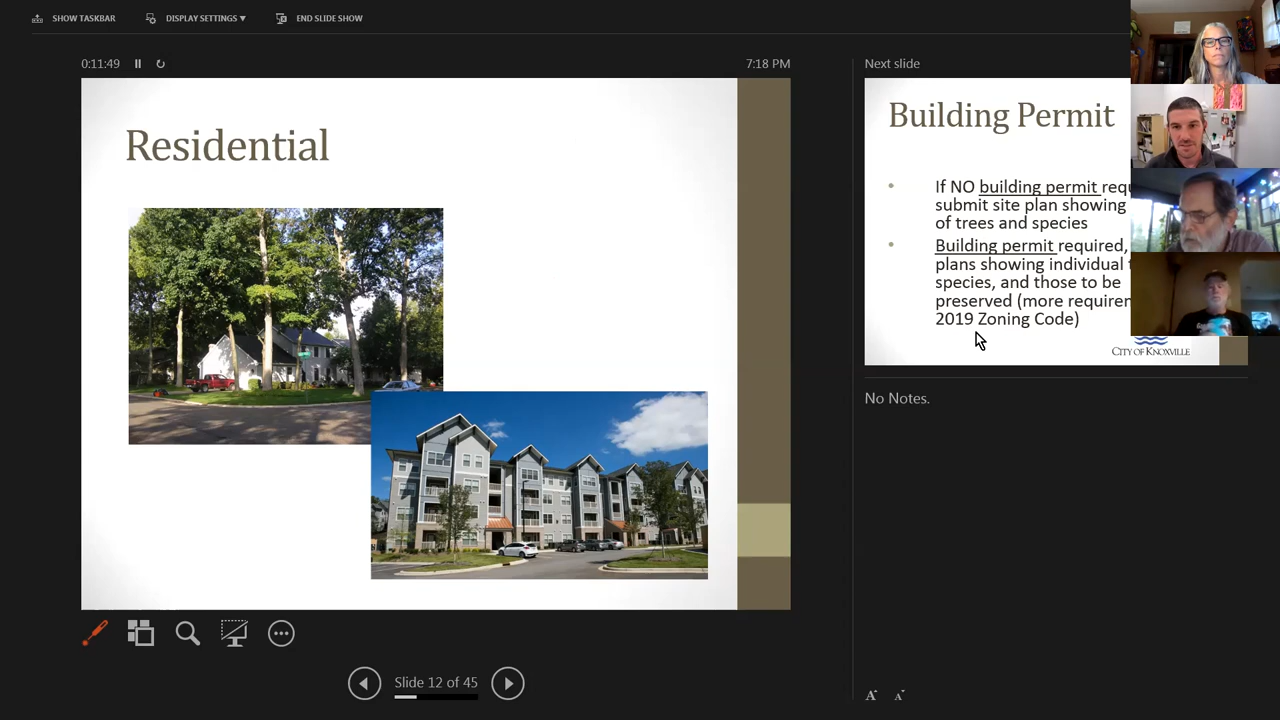 SHOW TASKBAR
DISPLAY SETTINGS ▼
END SLIDE SHOW
0:11:49
7:18 PM
Next slide
Residential
Building Permit
• If NO building permit
submit site plan showing
of trees and species
• Building permit required,
plans showing individual
species, and those to be
preserved (more
2019 Zoning Code)
CITY OF KNOXVILLE
No Notes.
Slide 12 of 45
A
A